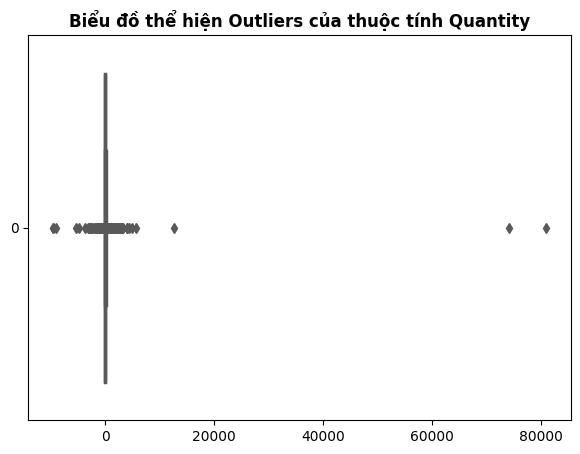 Biểu đồ thể hiện Outliers của thuộc tính Quantity
0
0 20000 40000 60000 80000